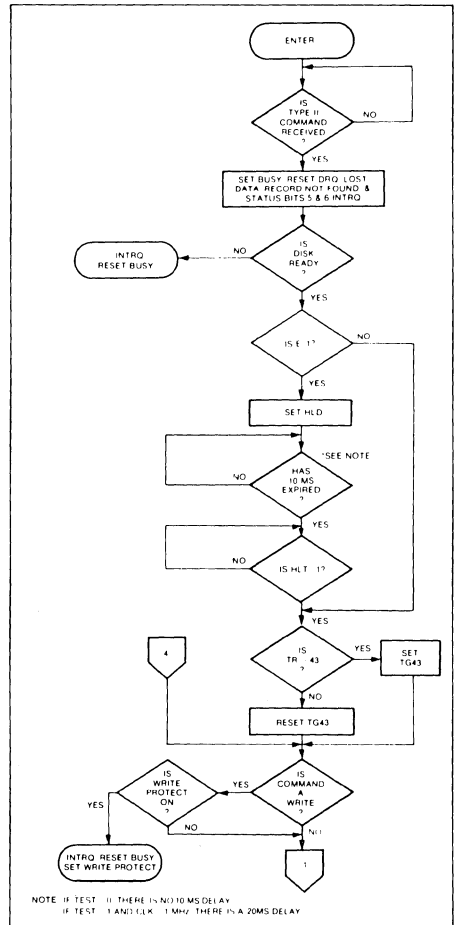 ENTER
IS
TYPE II
COMMAND
RECEIVED
?
NO
YES
SET BUSY, RESET DRQ, LOST
DATA, RECORD NOT FOUND, &
STATUS BITS 5 & 6 INTRQ
INTRQ
RESET BUSY
NO
IS
DISK
READY
?
YES
IS E 1?
NO
YES
SET HLD
*SEE NOTE
HAS
10 MS
EXPIRED
?
NO
YES
IS HLT 1?
NO
YES
4
IS
TR 43
?
YES
SET
TG43
NO
RESET TG43
IS
WRITE
PROTECT
ON
?
YES
IS
COMMAND
A
WRITE
?
YES
NO
NO
INTRQ RESET BUSY
SET WRITE PROTECT
1
NOTE IF TEST 0 THERE IS NO 10 MS DELAY
IF TEST 1 AND CLK 1 MHZ THERE IS A 20MS DELAY